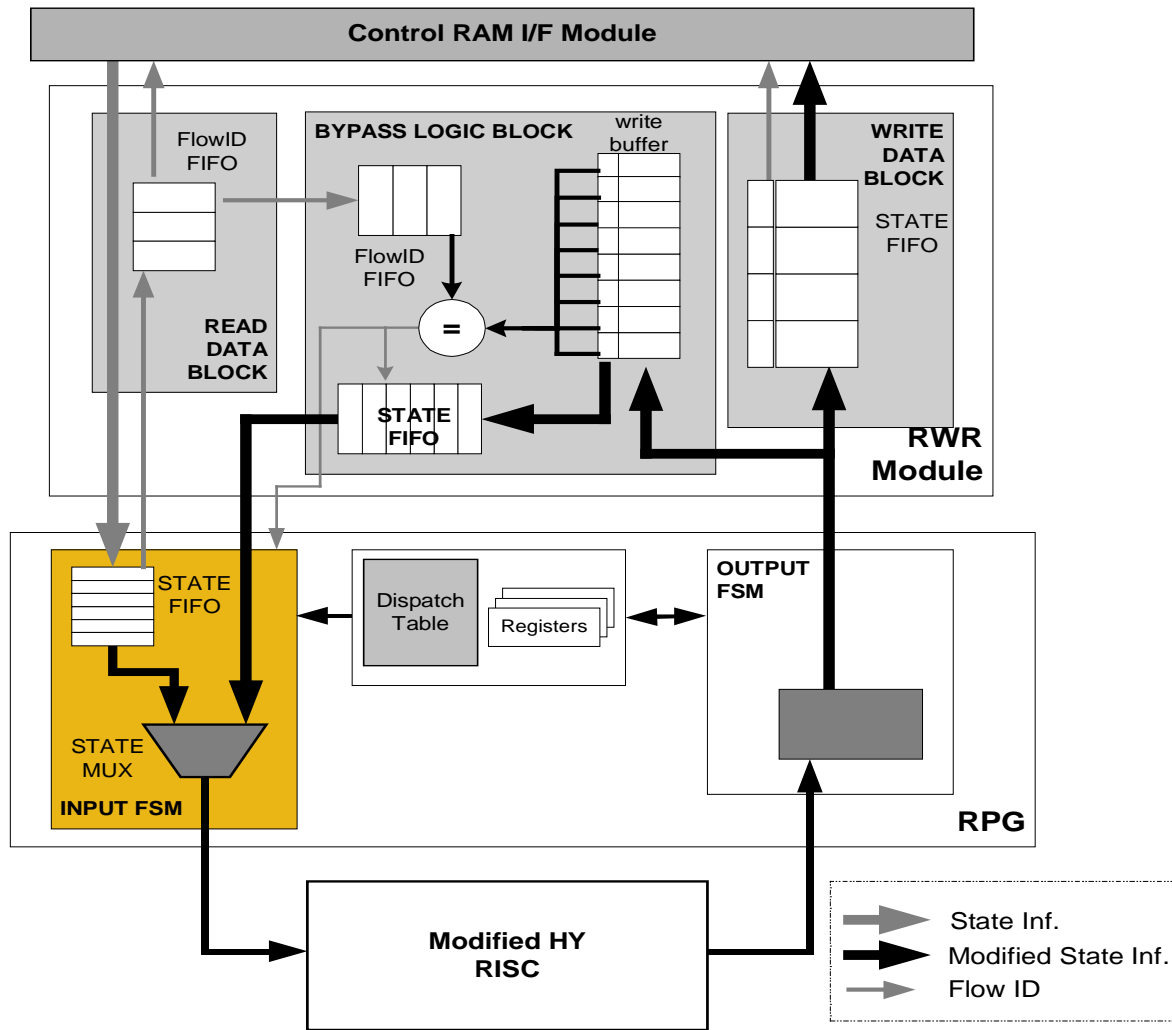 Control RAM I/F Module
FlowID
FIFO
READ
DATA
BLOCK
BYPASS LOGIC BLOCK
write
buffer
FlowID
FIFO
=
STATE
FIFO
WRITE
DATA
BLOCK
STATE
FIFO
RWR
Module
STATE
FIFO
STATE
MUX
INPUT FSM
Dispatch
Table
Registers
OUTPUT
FSM
RPG
Modified HY
RISC
State Inf.
Modified State Inf.
Flow ID